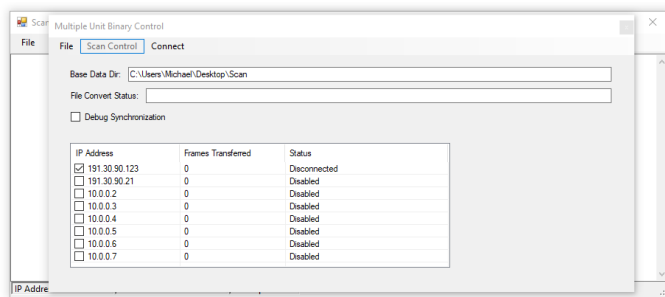 Scan
Multiple Unit Binary Control
File
File Scan Control Connect
Base Data Dir: C:\Users\Michael\Desktop\Scan
File Convert Status:
Debug Synchronization
IP Address Frames Transferred Status
191.30.90.123 0 Disconnected
191.30.90.21 0 Disabled
10.0.0.2 0 Disabled
10.0.0.3 0 Disabled
10.0.0.4 0 Disabled
10.0.0.5 0 Disabled
10.0.0.6 0 Disabled
10.0.0.7 0 Disabled
IP Addre